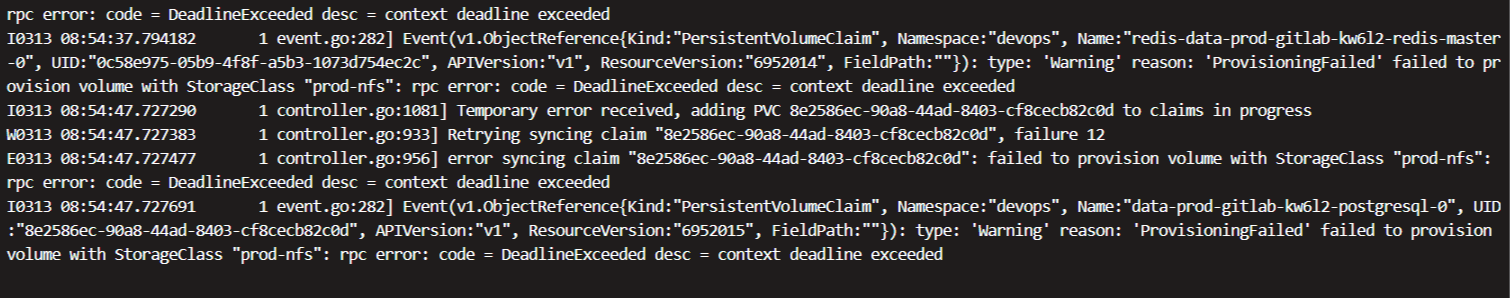 rpc error: code = DeadlineExceeded desc = context deadline exceeded
I0313 08:54:37.794182       1 event.go:282] Event(v1.ObjectReference{Kind:"PersistentVolumeClaim", Namespace:"devops", Name:"redis-data-prod-gitlab-kw6l2-redis-master
-0", UID:"0c58e975-05b9-4f8f-a5b3-1073d754ec2c", APIVersion:"v1", ResourceVersion:"6952014", FieldPath:""}): type: 'Warning' reason: 'ProvisioningFailed' failed to pr
ovision volume with StorageClass "prod-nfs": rpc error: code = DeadlineExceeded desc = context deadline exceeded
I0313 08:54:47.727290       1 controller.go:1081] Temporary error received, adding PVC 8e2586ec-90a8-44ad-8403-cf8cecb82c0d to claims in progress
W0313 08:54:47.727383       1 controller.go:933] Retrying syncing claim "8e2586ec-90a8-44ad-8403-cf8cecb82c0d", failure 12
E0313 08:54:47.727477       1 controller.go:956] error syncing claim "8e2586ec-90a8-44ad-8403-cf8cecb82c0d": failed to provision volume with StorageClass "prod-nfs":
rpc error: code = DeadlineExceeded desc = context deadline exceeded
I0313 08:54:47.727691       1 event.go:282] Event(v1.ObjectReference{Kind:"PersistentVolumeClaim", Namespace:"devops", Name:"data-prod-gitlab-kw6l2-postgresql-0", UID
:"8e2586ec-90a8-44ad-8403-cf8cecb82c0d", APIVersion:"v1", ResourceVersion:"6952015", FieldPath:""}): type: 'Warning' reason: 'ProvisioningFailed' failed to provision
volume with StorageClass "prod-nfs": rpc error: code = DeadlineExceeded desc = context deadline exceeded